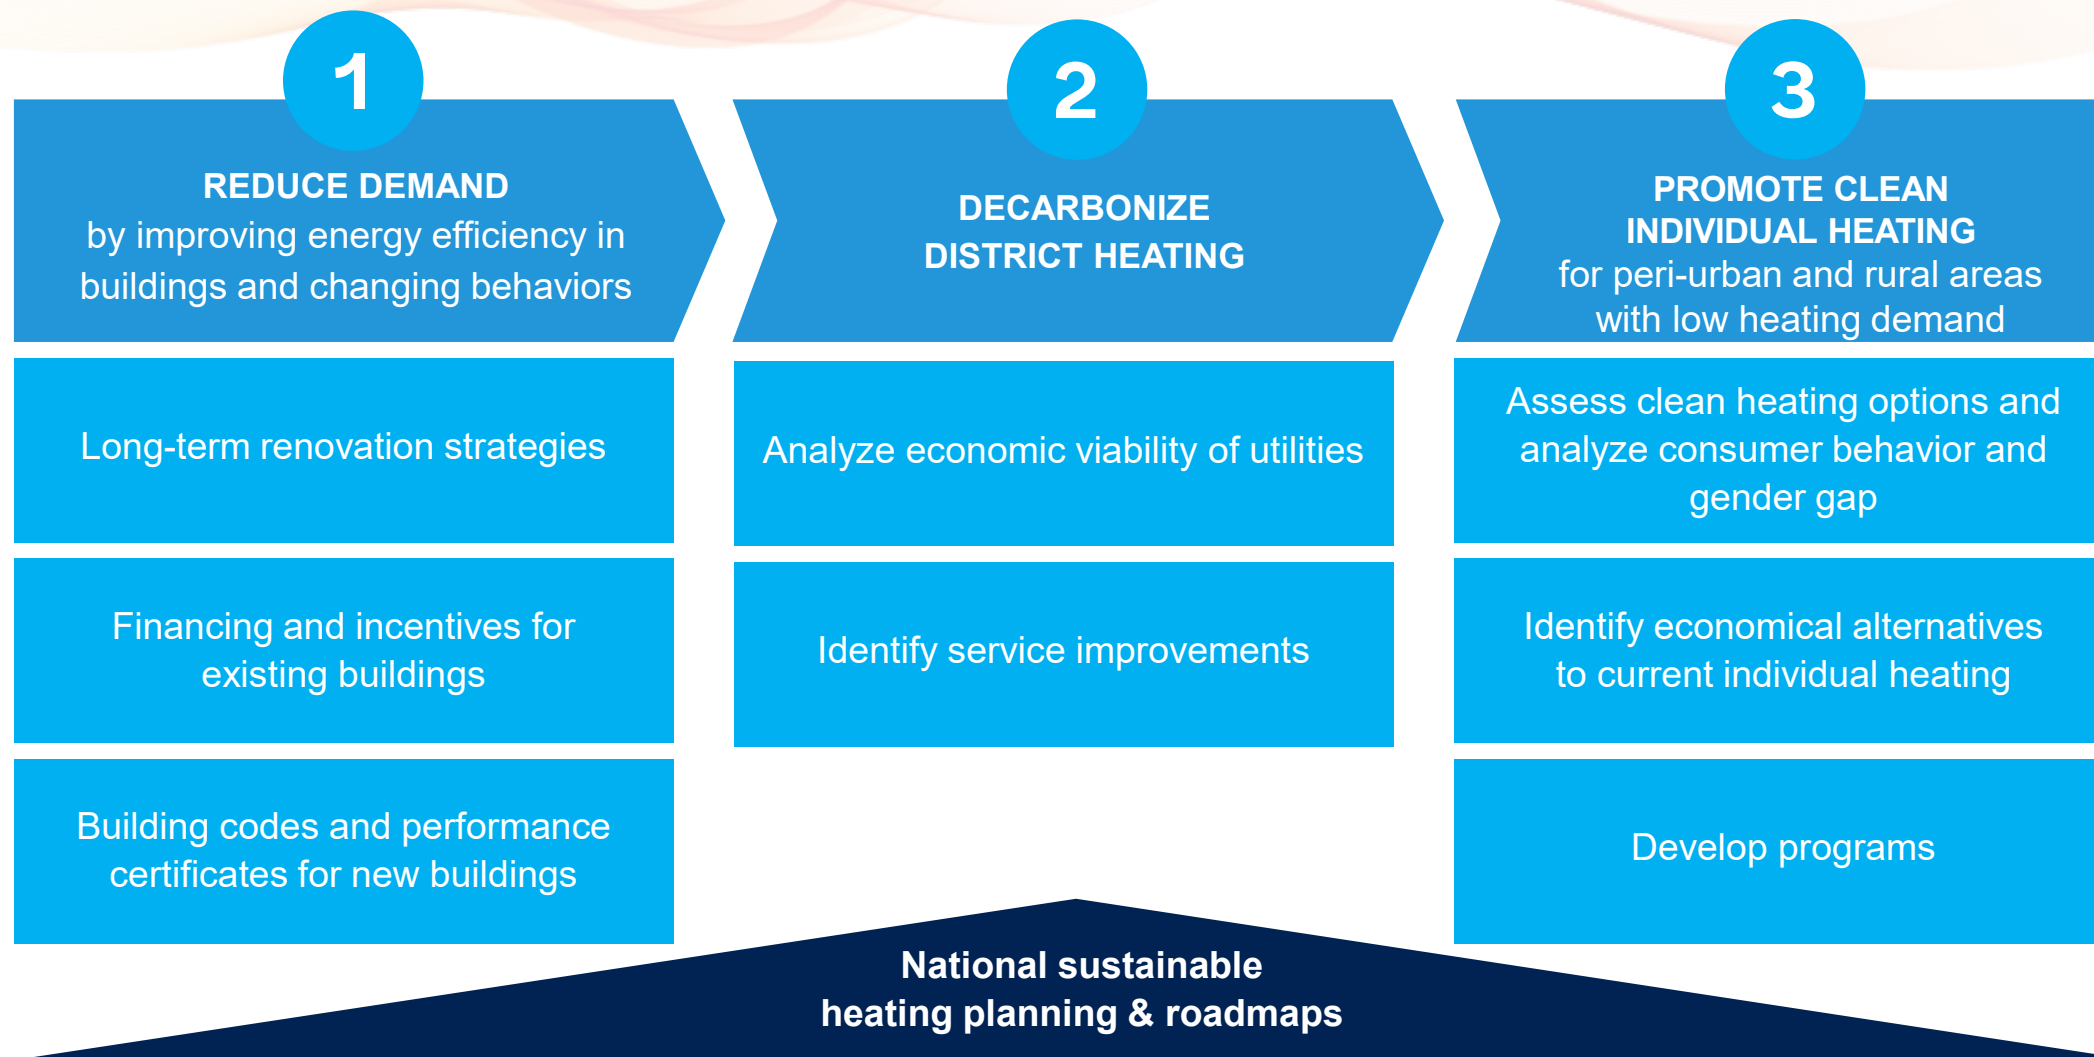 1
REDUCE DEMAND
by improving energy efficiency in
buildings and changing behaviors
Long-term renovation strategies
Financing and incentives for
existing buildings
Building codes and performance
certificates for new buildings
2
DECARBONIZE
DISTRICT HEATING
Analyze economic viability of utilities
Identify service improvements
3
PROMOTE CLEAN
INDIVIDUAL HEATING
for peri-urban and rural areas
with low heating demand
Assess clean heating options and
analyze consumer behavior and
gender gap
Identify economical alternatives
to current individual heating
Develop programs
National sustainable
heating planning & roadmaps